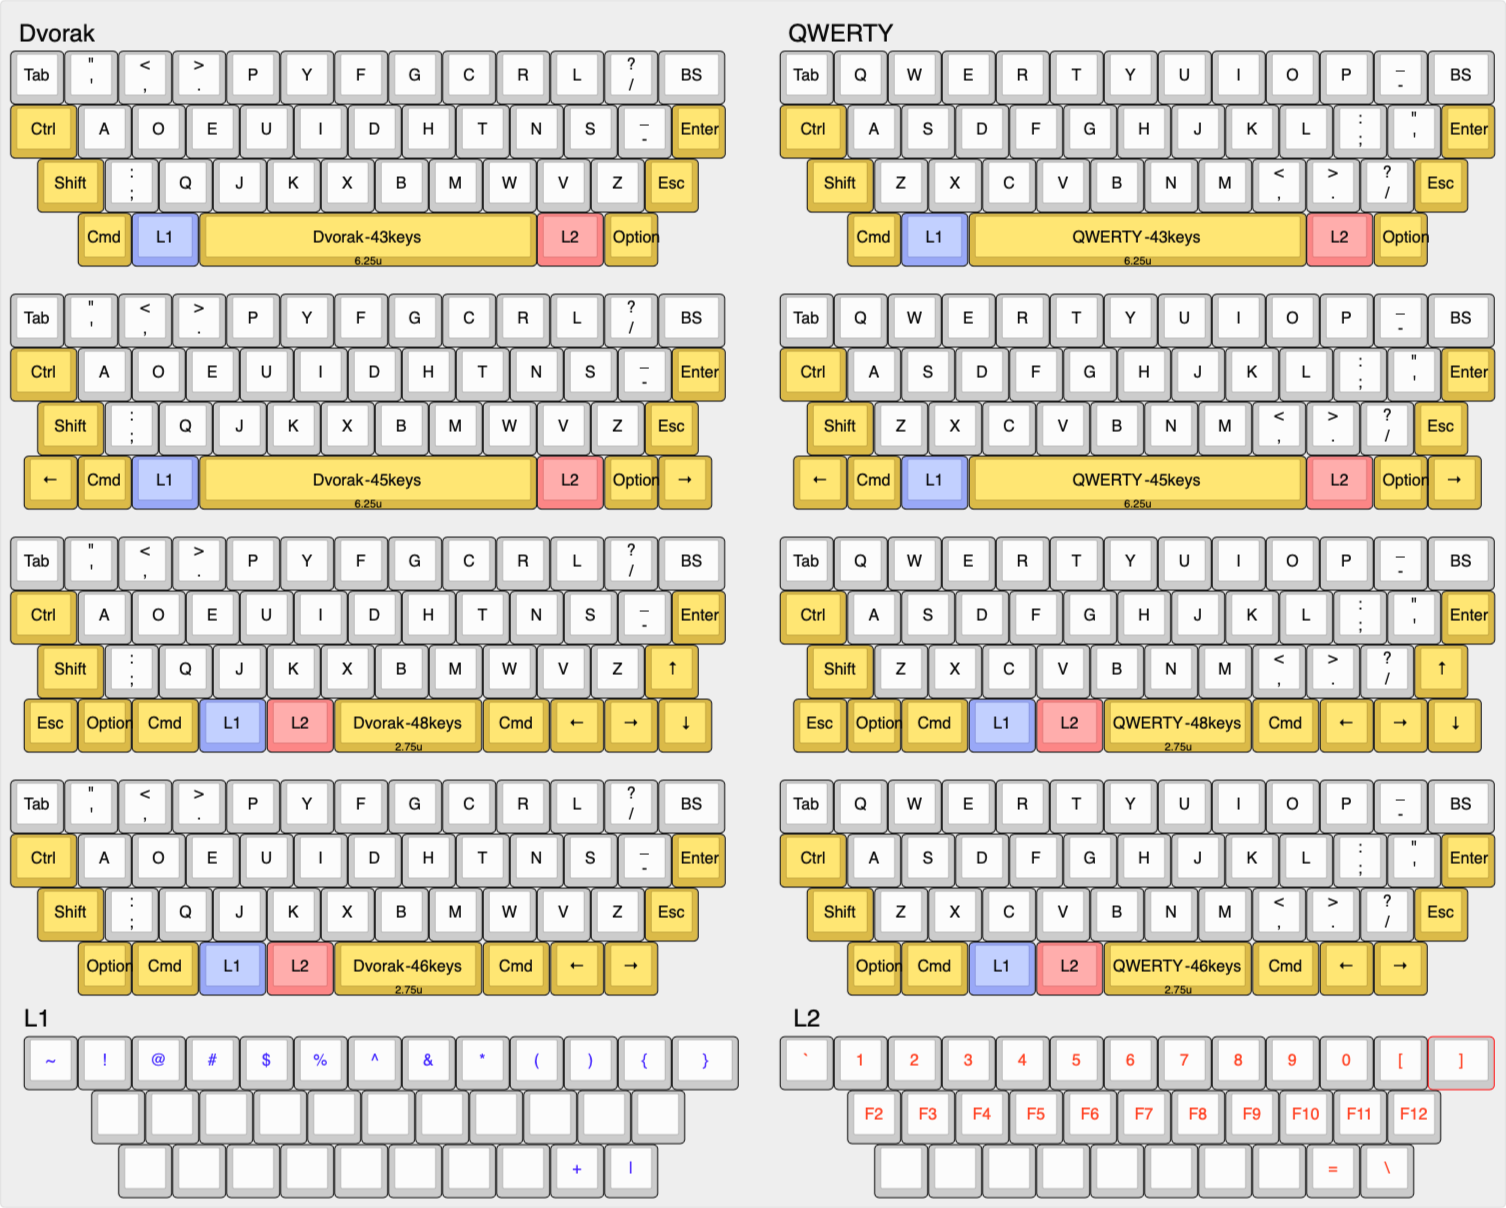 Dvorak
Tab " ' < , > . P Y F G C R L ? / BS
Ctrl A O E U I D H T N S _ - Enter
Shift : ; Q J K X B M W V Z Esc
Cmd L1 Dvorak-43keys 6.25u L2 Option
Tab " ' < , > . P Y F G C R L ? / BS
Ctrl A O E U I D H T N S _ - Enter
Shift : ; Q J K X B M W V Z Esc
← Cmd L1 Dvorak-45keys 6.25u L2 Option →
Tab " ' < , > . P Y F G C R L ? / BS
Ctrl A O E U I D H T N S _ - Enter
Shift : ; Q J K X B M W V Z ↑
Esc Option Cmd L1 L2 Dvorak-48keys 2.75u Cmd ← → ↓
Tab " ' < , > . P Y F G C R L ? / BS
Ctrl A O E U I D H T N S _ - Enter
Shift : ; Q J K X B M W V Z Esc
Option Cmd L1 L2 Dvorak-46keys 2.75u Cmd ← →
L1
~ ! @ # $ % ^ & * ( ) { }
+ |
QWERTY
Tab Q W E R T Y U I O P _ - BS
Ctrl A S D F G H J K L : ; " ' Enter
Shift Z X C V B N M < , > . ? / Esc
Cmd L1 QWERTY-43keys 6.25u L2 Option
Tab Q W E R T Y U I O P _ - BS
Ctrl A S D F G H J K L : ; " ' Enter
Shift Z X C V B N M < , > . ? / Esc
← Cmd L1 QWERTY-45keys 6.25u L2 Option →
Tab Q W E R T Y U I O P _ - BS
Ctrl A S D F G H J K L : ; " ' Enter
Shift Z X C V B N M < , > . ? / ↑
Esc Option Cmd L1 L2 QWERTY-48keys 2.75u Cmd ← → ↓
Tab Q W E R T Y U I O P _ - BS
Ctrl A S D F G H J K L : ; " ' Enter
Shift Z X C V B N M < , > . ? / Esc
Option Cmd L1 L2 QWERTY-46keys 2.75u Cmd ← →
L2
` 1 2 3 4 5 6 7 8 9 0 [ ]
F2 F3 F4 F5 F6 F7 F8 F9 F10 F11 F12
= \